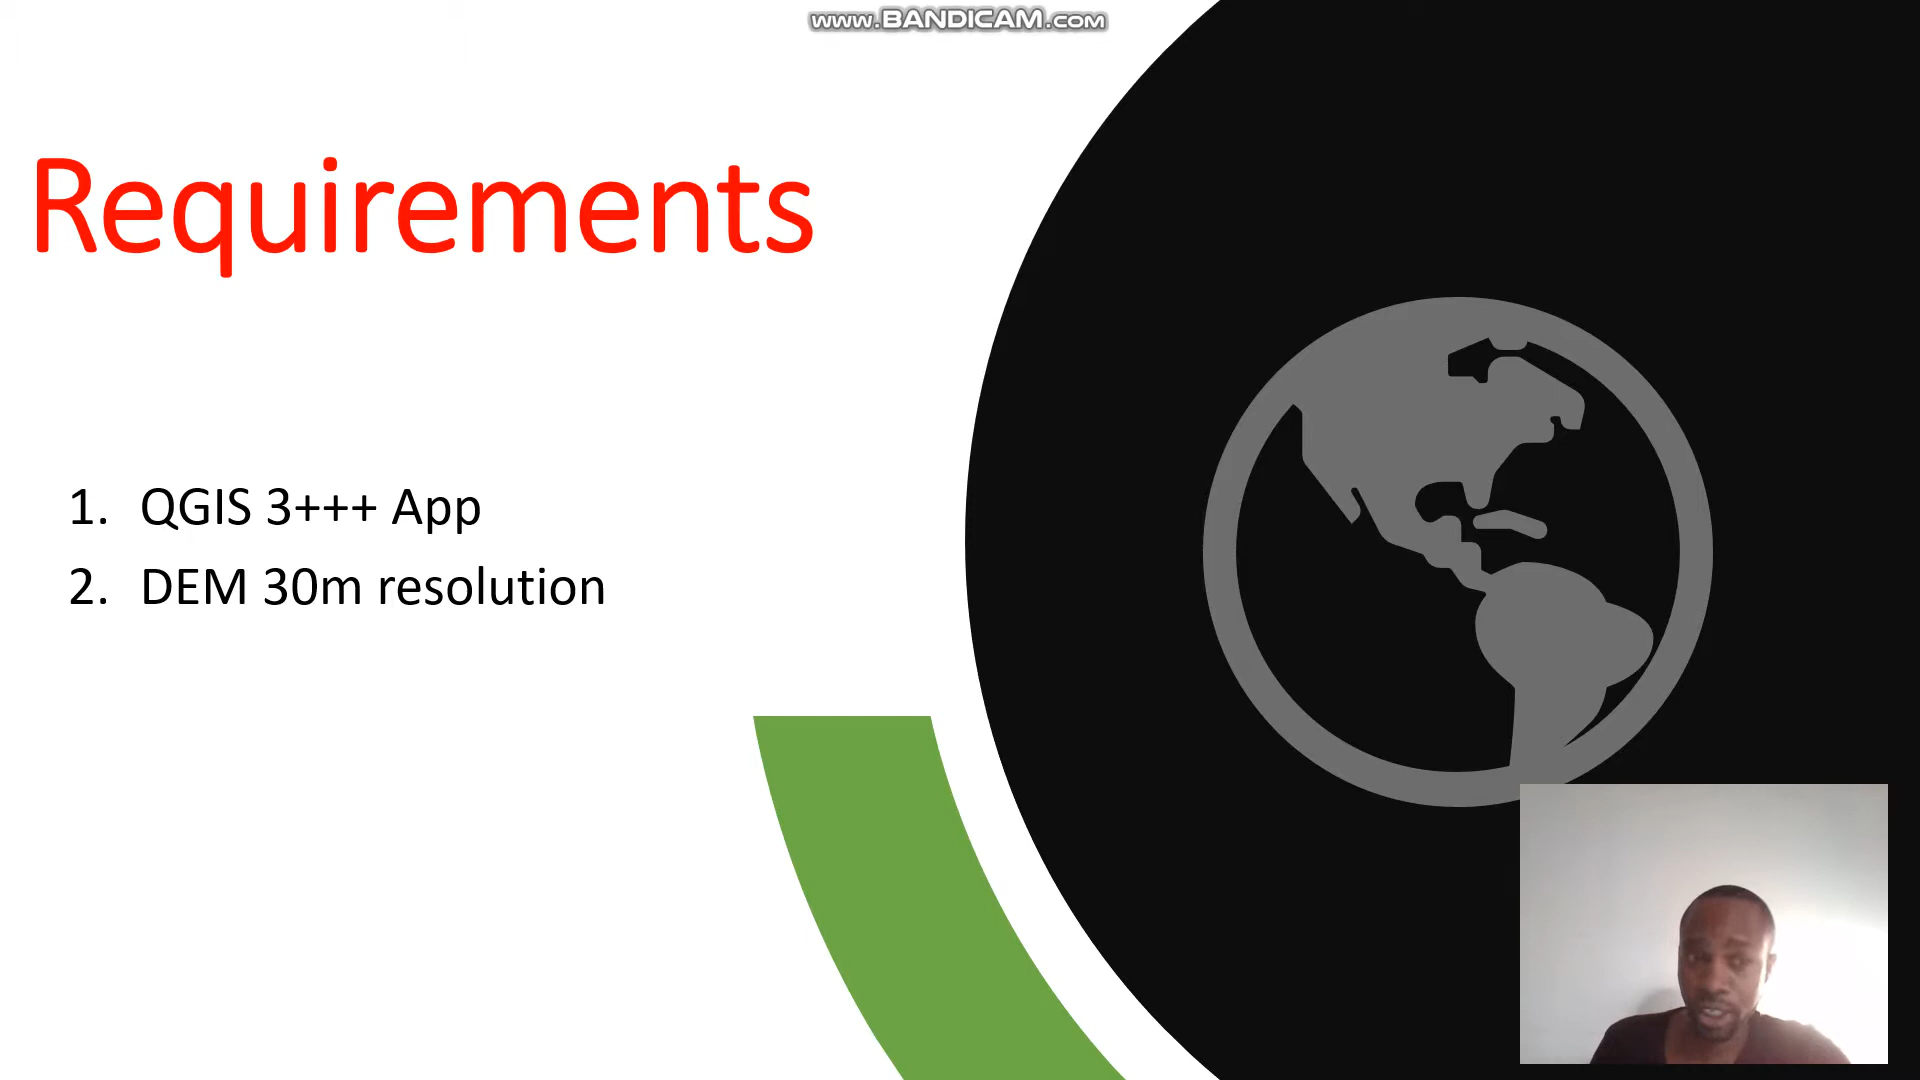 www.BANDICAM.com
Requirements
1. QGIS 3+++ App
2. DEM 30m resolution